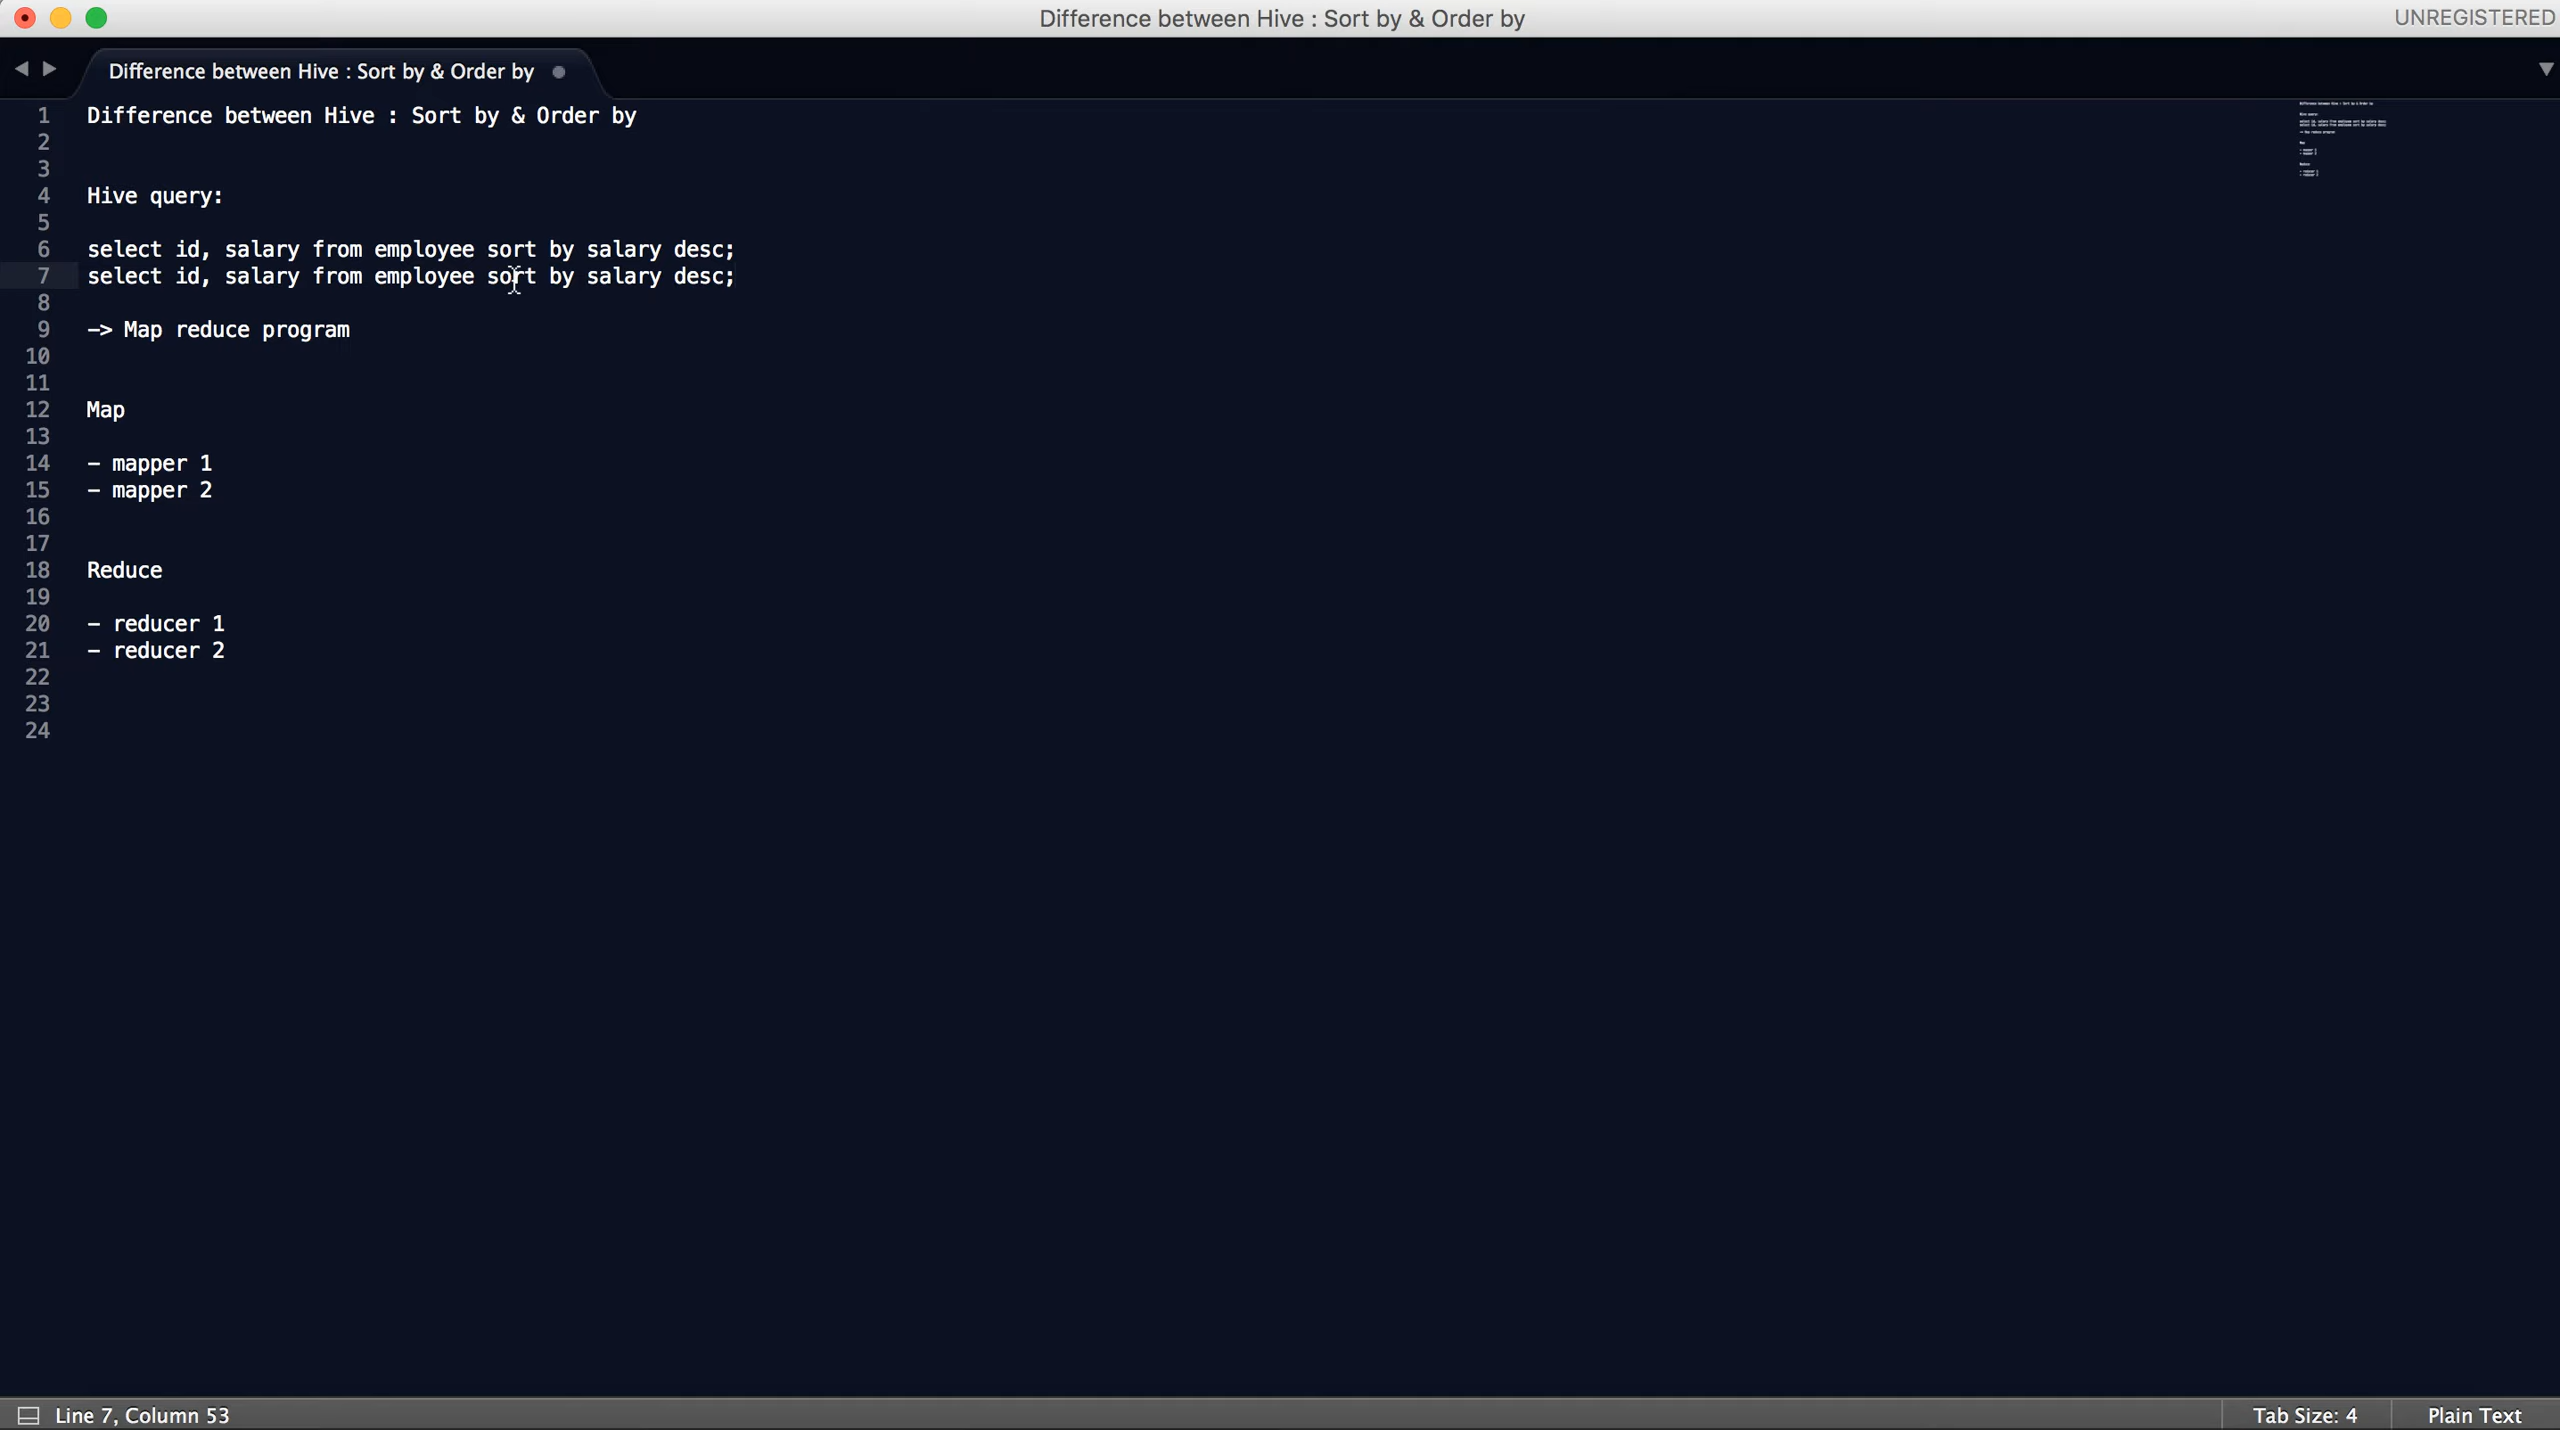 Difference between Hive : Sort by & Order by
UNREGISTERED
Difference between Hive : Sort by & Order by
1 Difference between Hive : Sort by & Order by
2
3
4 Hive query:
5
6 select id, salary from employee sort by salary desc;
7 select id, salary from employee sort by salary desc;
8
9 -> Map reduce program
10
11
12 Map
13
14 - mapper 1
15 - mapper 2
16
17
18 Reduce
19
20 - reducer 1
21 - reducer 2
22
23
24
Line 7, Column 53
Tab Size: 4
Plain Text